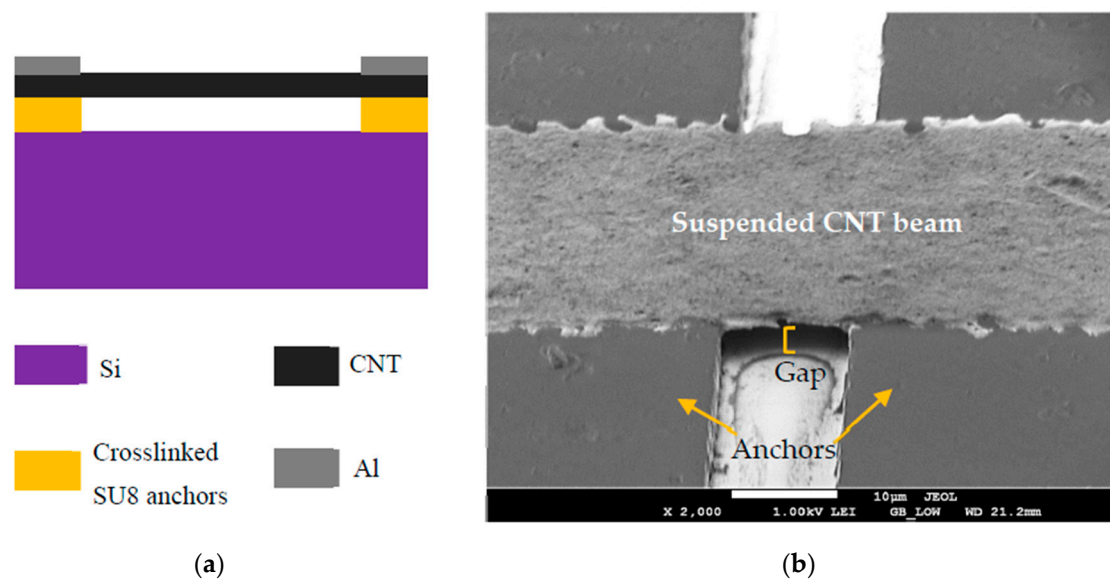 Si
CNT
Crosslinked
SU8 anchors
Al
Suspended CNT beam
Gap
Anchors
10μm JEOL
X 2,000 1.00kV LEI GB_LOW WD 21.2mm
(a)
(b)